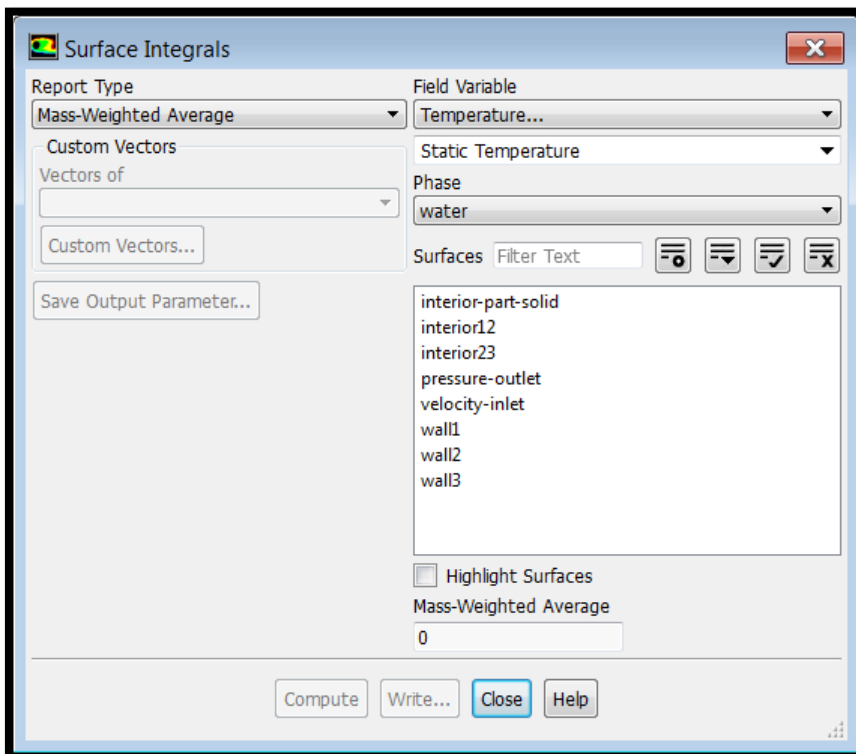 Surface Integrals
Report Type
Mass-Weighted Average
Custom Vectors
Vectors of
Custom Vectors...
Save Output Parameter...
Field Variable
Temperature...
Static Temperature
Phase
water
Surfaces Filter Text
interior-part-solid
interior12
interior23
pressure-outlet
velocity-inlet
wall1
wall2
wall3
Highlight Surfaces
Mass-Weighted Average
0
Compute Write... Close Help